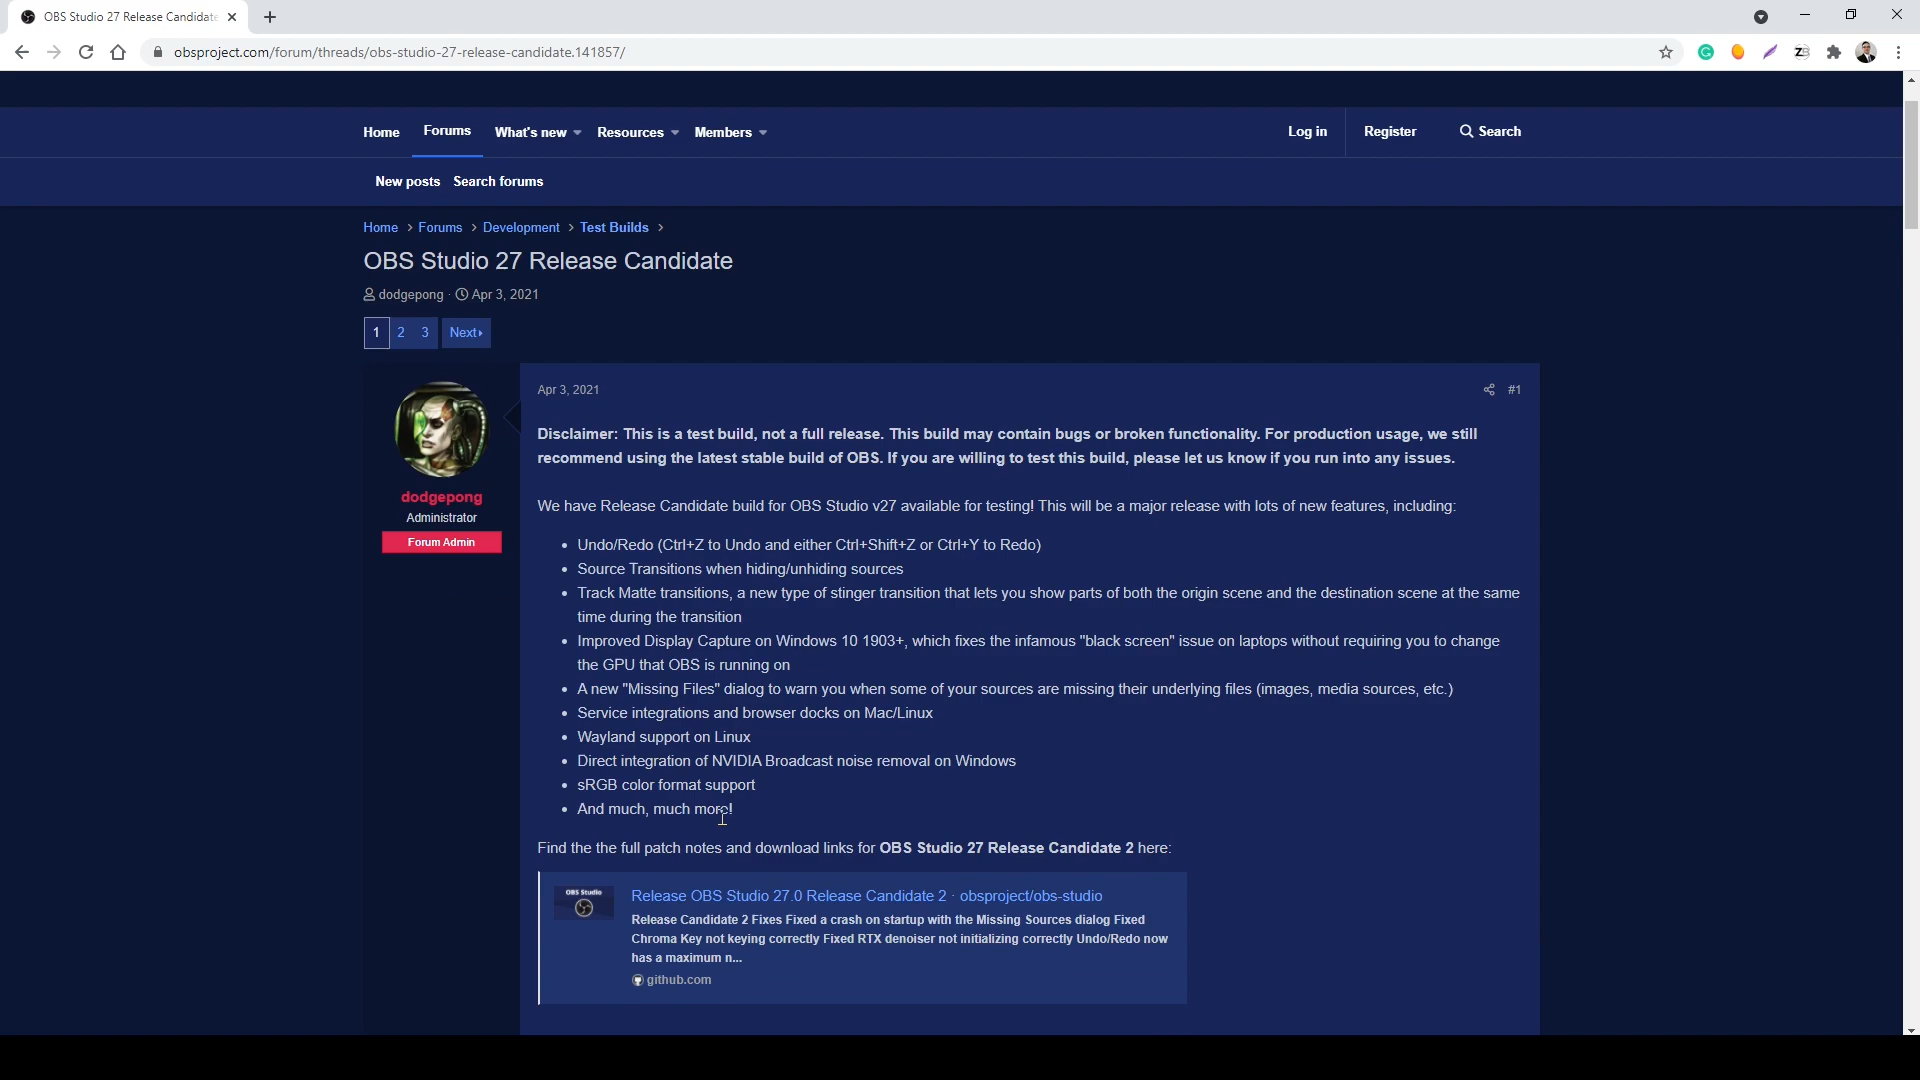 OBS Studio 27 Release Candidate
obsproject.com/forum/threads/obs-studio-27-release-candidate.141857/
Home Forums What's new Resources Members Log in Register Search
New posts Search forums
Home > Forums > Development > Test Builds >
OBS Studio 27 Release Candidate
dodgepong · Apr 3, 2021
1 2 3 Next
Apr 3, 2021 #1
dodgepong
Administrator
Forum Admin
Disclaimer: This is a test build, not a full release. This build may contain bugs or broken functionality. For production usage, we still
recommend using the latest stable build of OBS. If you are willing to test this build, please let us know if you run into any issues.
We have Release Candidate build for OBS Studio v27 available for testing! This will be a major release with lots of new features, including:
• Undo/Redo (Ctrl+Z to Undo and either Ctrl+Shift+Z or Ctrl+Y to Redo)
• Source Transitions when hiding/unhiding sources
• Track Matte transitions, a new type of stinger transition that lets you show parts of both the origin scene and the destination scene at the same
time during the transition
• Improved Display Capture on Windows 10 1903+, which fixes the infamous "black screen" issue on laptops without requiring you to change
the GPU that OBS is running on
• A new "Missing Files" dialog to warn you when some of your sources are missing their underlying files (images, media sources, etc.)
• Service integrations and browser docks on Mac/Linux
• Wayland support on Linux
• Direct integration of NVIDIA Broadcast noise removal on Windows
• sRGB color format support
• And much, much more!
Find the the full patch notes and download links for OBS Studio 27 Release Candidate 2 here:
OBS Studio
Release OBS Studio 27.0 Release Candidate 2 · obsproject/obs-studio
Release Candidate 2 Fixes Fixed a crash on startup with the Missing Sources dialog Fixed
Chroma Key not keying correctly Fixed RTX denoiser not initializing correctly Undo/Redo now
has a maximum n...
github.com